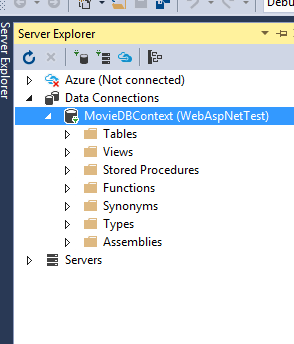 Debu
Server Explorer
Server Explorer
Azure (Not connected)
Data Connections
MovieDBContext (WebAspNetTest)
Tables
Views
Stored Procedures
Functions
Synonyms
Types
Assemblies
Servers